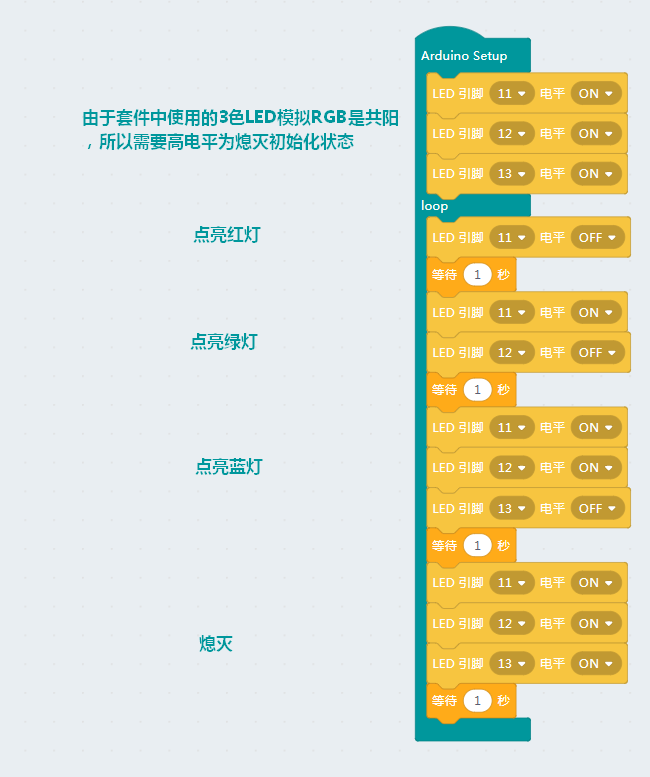 Arduino Setup
LED 引脚 11 电平 ON
由于套件中使用的3色LED模拟RGB是共阳
，所以需要高电平为熄灭初始化状态
LED 引脚 12 电平 ON
LED 引脚 13 电平 ON
loop
点亮红灯
LED 引脚 11 电平 OFF
等待 1 秒
LED 引脚 11 电平 ON
点亮绿灯
LED 引脚 12 电平 OFF
等待 1 秒
LED 引脚 11 电平 ON
点亮蓝灯
LED 引脚 12 电平 ON
LED 引脚 13 电平 OFF
等待 1 秒
LED 引脚 11 电平 ON
LED 引脚 12 电平 ON
熄灭
LED 引脚 13 电平 ON
等待 1 秒